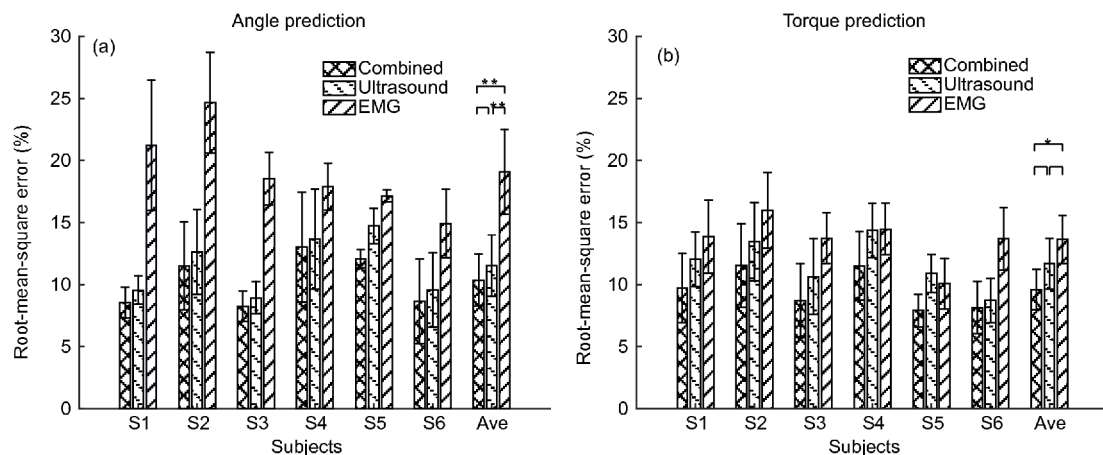 Angle prediction
(a)
Combined
Ultrasound
EMG
**
**
30
25
20
15
10
5
0
Root-mean-square error (%)
S1 S2 S3 S4 S5 S6 Ave
Subjects
Torque prediction
(b)
Combined
Ultrasound
EMG
*
30
25
20
15
10
5
0
Root-mean-square error (%)
S1 S2 S3 S4 S5 S6 Ave
Subjects